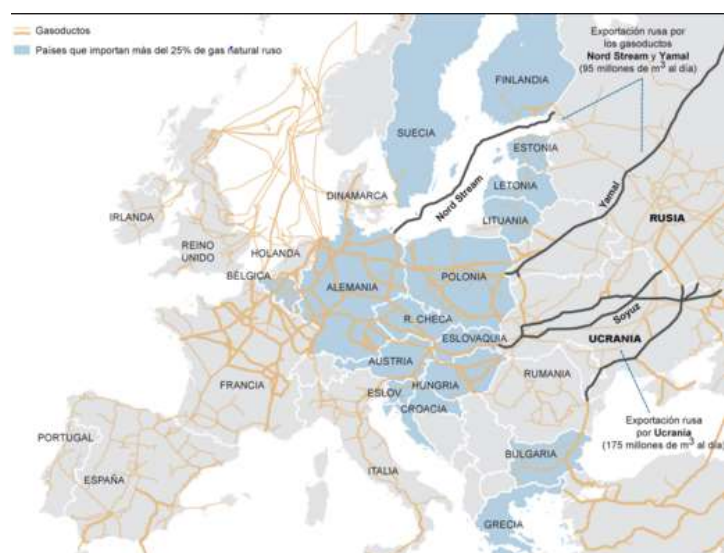 Gasoductos
Países que importan más del 25% de gas natural ruso
Exportación rusa por
los gasoductos
Nord Stream y Yamal
(95 millones de m³ al día)
FINLANDIA
SUECIA
ESTONIA
LETONIA
LITUANIA
Nord Stream
Yamal
RUSIA
DINAMARCA
IRLANDA
REINO
UNIDO
HOLANDA
BÉLGICA
ALEMANIA
POLONIA
R. CHECA
ESLOVAQUIA
Soyuz
UCRANIA
AUSTRIA
HUNGRIA
FRANCIA
ESLOV
CROACIA
RUMANIA
Exportación rusa
por Ucrania
(175 millones de m³ al día)
PORTUGAL
ESPAÑA
ITALIA
BULGARIA
GRECIA